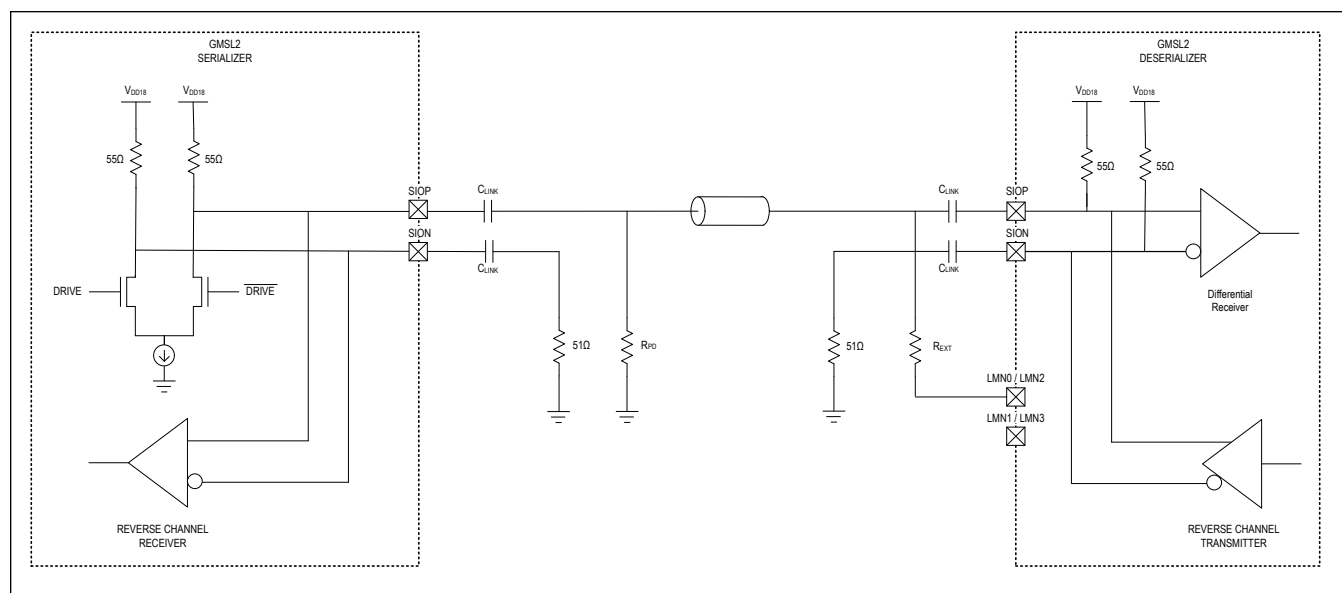 GMSL2
SERIALIZER
VDD18
VDD18
55Ω
55Ω
DRIVE
DRIVE
SIOP
SION
CLINK
CLINK
51Ω
RPD
REVERSE CHANNEL
RECEIVER
GMSL2
DESERIALIZER
CLINK
CLINK
SIOP
SION
VDD18
VDD18
55Ω
55Ω
Differential
Receiver
51Ω
REXT
LMN0 / LMN2
LMN1 / LMN3
REVERSE CHANNEL
TRANSMITTER